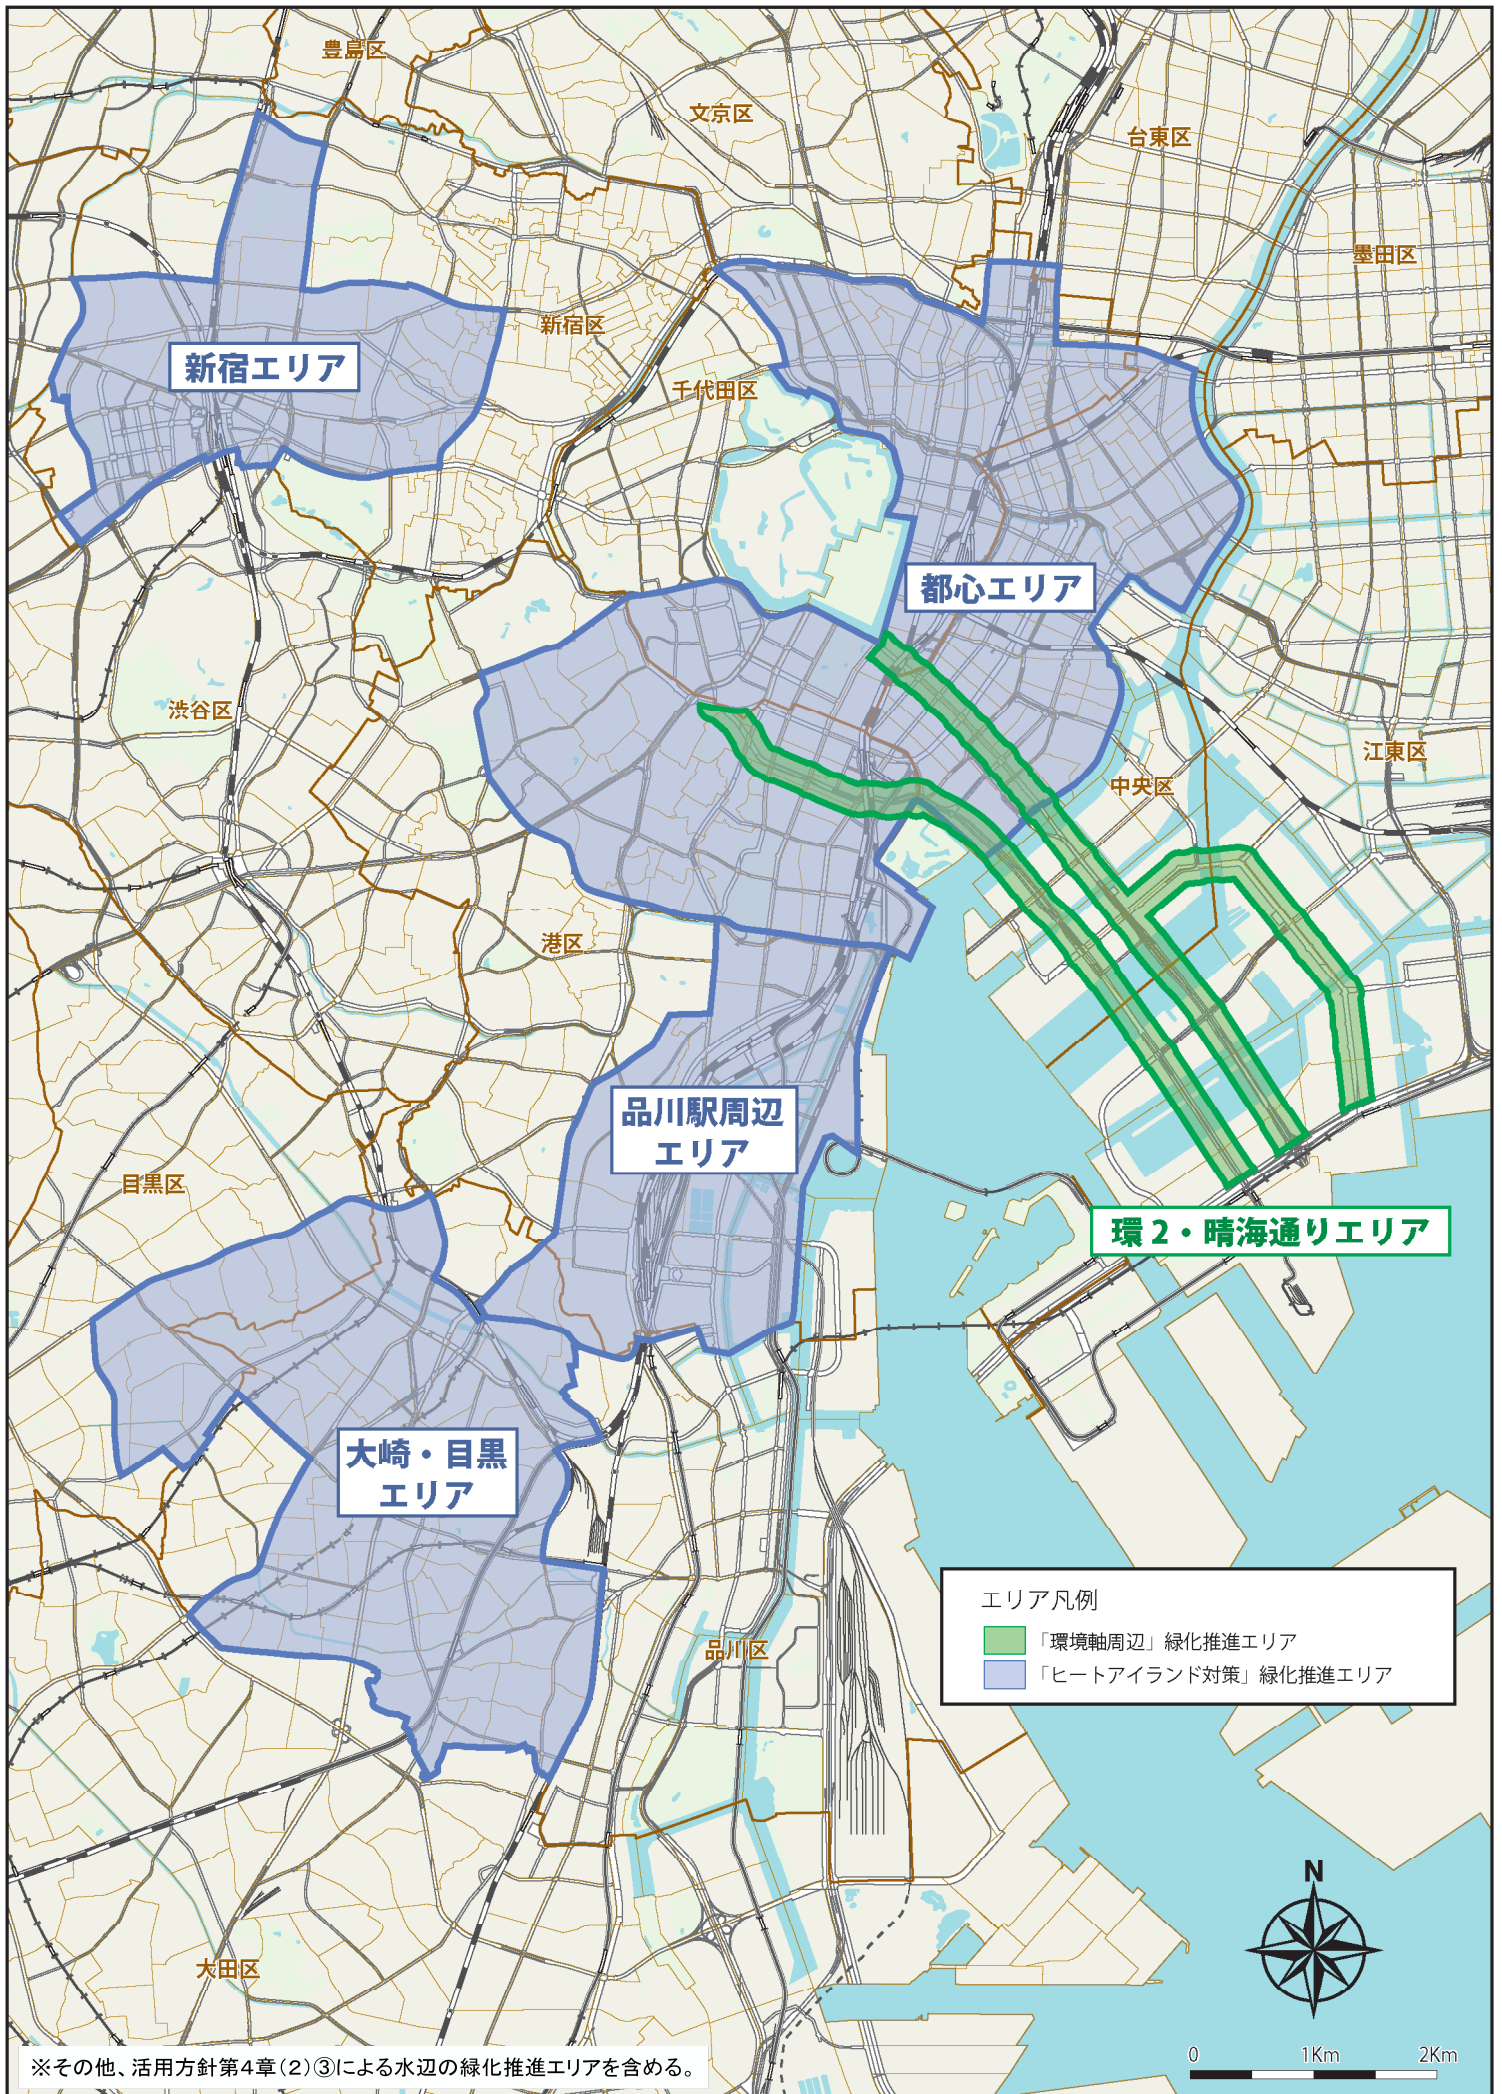 豊島区
文京区
台東区
墨田区
新宿区
新宿エリア
千代田区
都心エリア
渋谷区
江東区
中央区
港区
品川駅周辺
エリア
目黒区
環2・晴海通りエリア
大崎・目黒
エリア
エリア凡例
「環境軸周辺」緑化推進エリア
「ヒートアイランド対策」緑化推進エリア
品川区
N
大田区
0 1Km 2Km
※その他、活用方針第4章(2)③による水辺の緑化推進エリアを含める。